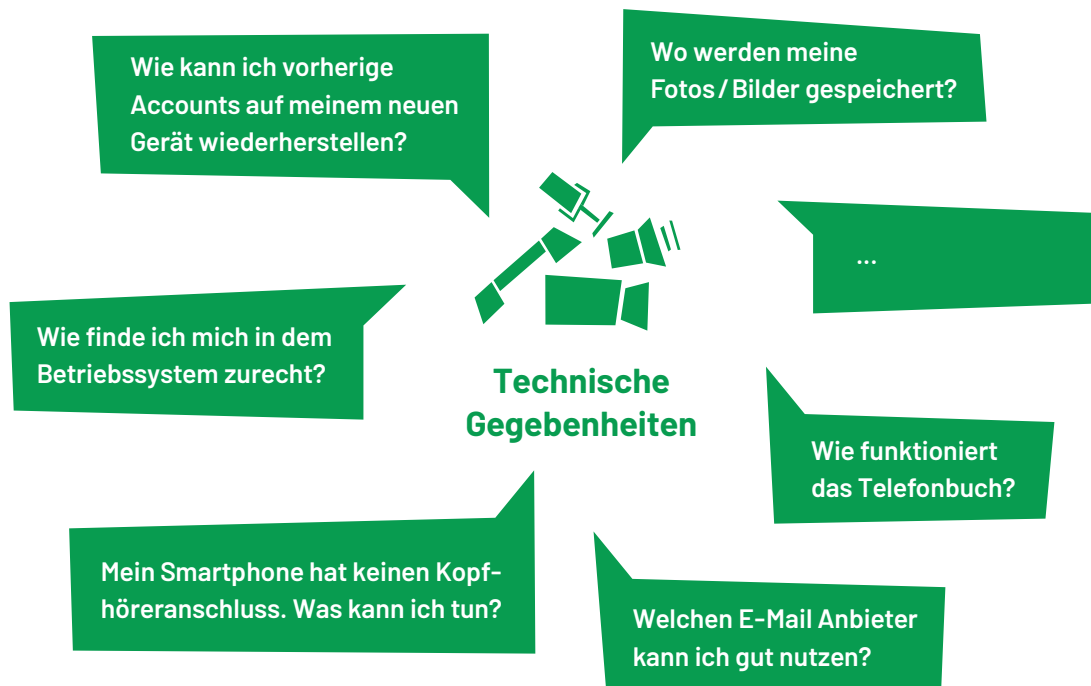 Wie kann ich vorherige
Accounts auf meinem neuen
Gerät wiederherstellen?
Wo werden meine
Fotos / Bilder gespeichert?
...
Wie finde ich mich in dem
Betriebssystem zurecht?
Technische
Gegebenheiten
Wie funktioniert
das Telefonbuch?
Mein Smartphone hat keinen Kopf-
höreranschluss. Was kann ich tun?
Welchen E-Mail Anbieter
kann ich gut nutzen?